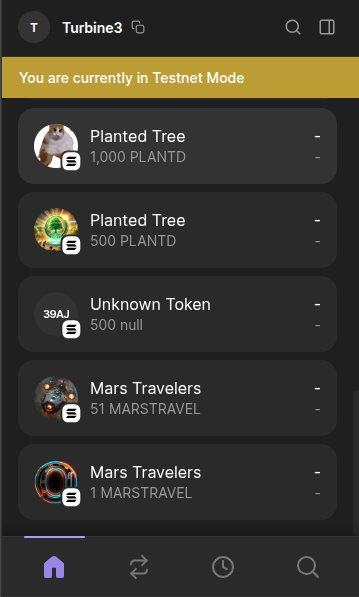 T Turbine3
You are currently in Testnet Mode
Planted Tree -
1,000 PLANTD -
Planted Tree -
500 PLANTD -
39AJ
Unknown Token -
500 null -
Mars Travelers -
51 MARSTRAVEL -
Mars Travelers -
1 MARSTRAVEL -